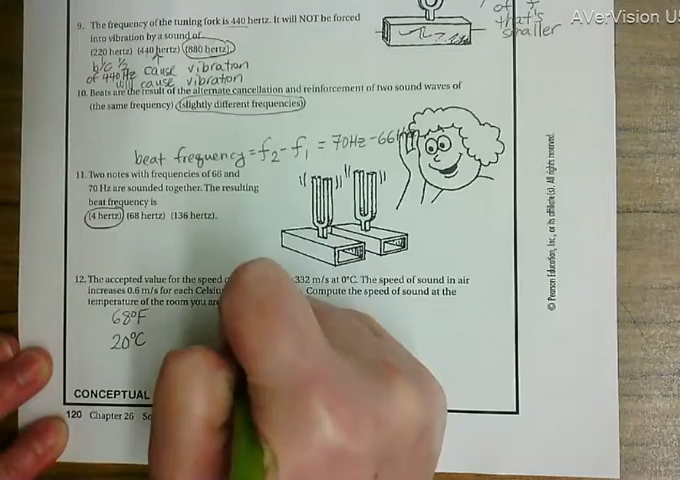 of
that's
smaller
AVerVision U
9. The frequency of the tuning fork is 440 hertz. It will NOT be forced
into vibration by a sound of
(220 hertz) (440 hertz) (880 hertz).
b/c 1/2 cause vibration
of 440Hz will cause vibration
10. Beats are the result of the alternate cancellation and reinforcement of two sound waves of
(the same frequency) (slightly different frequencies)
beat frequency = f2 - f1 = 70Hz - 66
11. Two notes with frequencies of 66 and
70 Hz are sounded together. The resulting
beat frequency is
(4 hertz) (68 hertz) (136 hertz).
12. The accepted value for the speed 332 m/s at 0°C. The speed of sound in air
increases 0.6 m/s for each Compute the speed of sound at the
temperature of the room you are
68°F
20°C
CONCEPTUAL
120 Chapter 26
© Pearson Education, Inc., or its affiliate(s). All rights reserved.